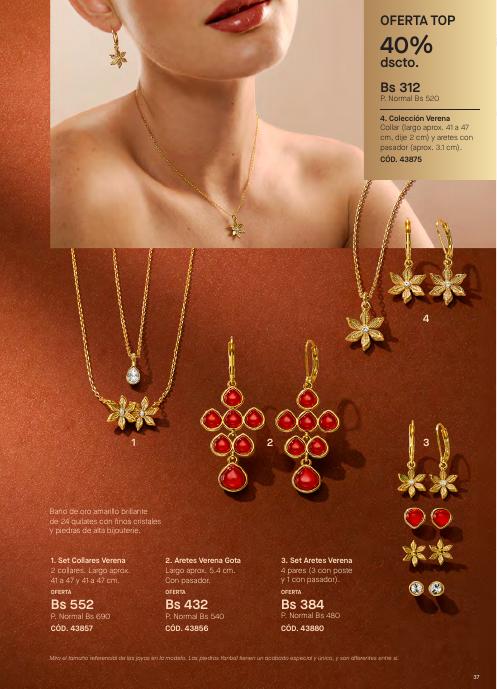 OFERTA TOP
40%
dscto.
Bs 312
P. Normal Bs 520
4. Colección Verena
Collar (largo aprox. 41 a 47
cm, dije 2 cm) y aretes con
pasador (aprox. 3.1 cm).
CÓD. 43875
4
1
2
3
Baño de oro amarillo brillante
de 24 quilates con finos cristales
y piedras de alta bijouterie.
1. Set Collares Verena
2 collares. Largo aprox.
41 a 47 y 41 a 47 cm.
OFERTA
Bs 552
P. Normal Bs 690
CÓD. 43857
2. Aretes Verena Gota
Largo aprox. 5.4 cm.
Con pasador.
OFERTA
Bs 432
P. Normal Bs 540
CÓD. 43856
3. Set Aretes Verena
4 pares (3 con poste
y 1 con pasador).
OFERTA
Bs 384
P. Normal Bs 480
CÓD. 43880
Mira el tamaño referencial de las joyas en la modelo. Las piedras Yanbal tienen un acabado especial y único, y son diferentes entre sí.
37